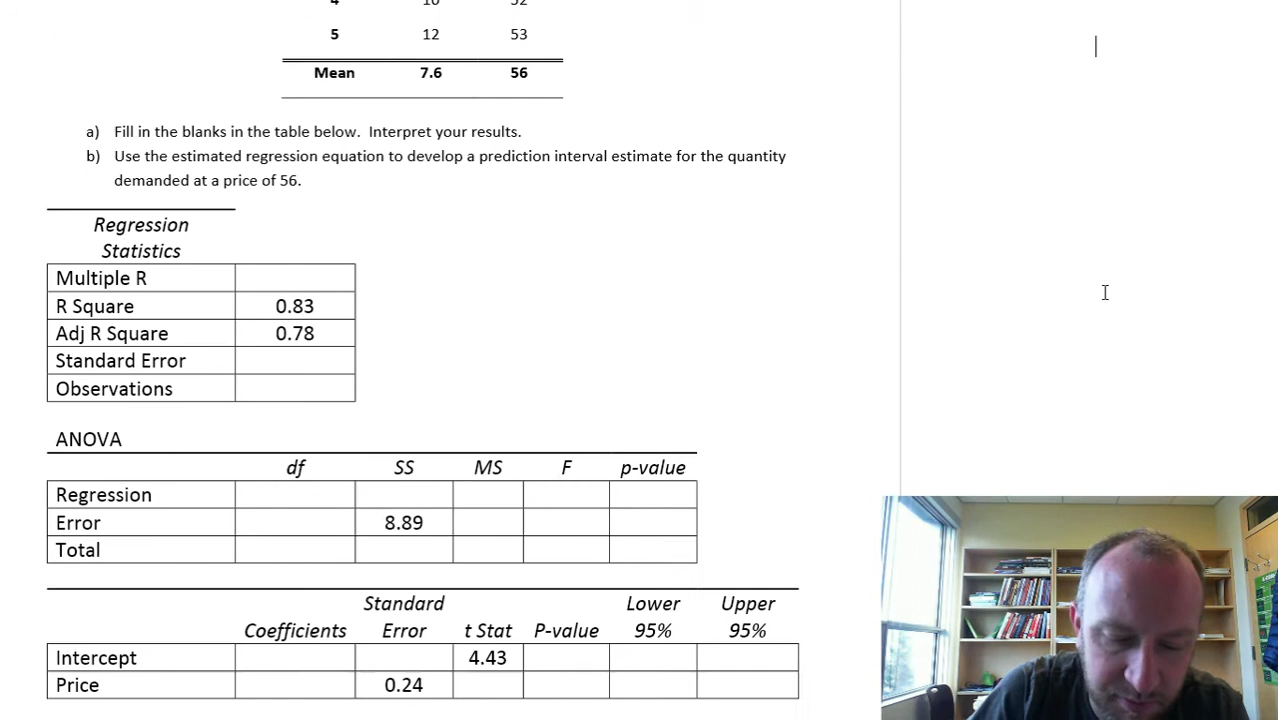 4 10 52
5 12 53
Mean 7.6 56
a) Fill in the blanks in the table below. Interpret your results.
b) Use the estimated regression equation to develop a prediction interval estimate for the quantity
demanded at a price of 56.
Regression
Statistics
Multiple R
R Square 0.83
Adj R Square 0.78
Standard Error
Observations
ANOVA
df SS MS F p-value
Regression
Error 8.89
Total
Standard Lower Upper
Coefficients Error t Stat P-value 95% 95%
Intercept 4.43
Price 0.24